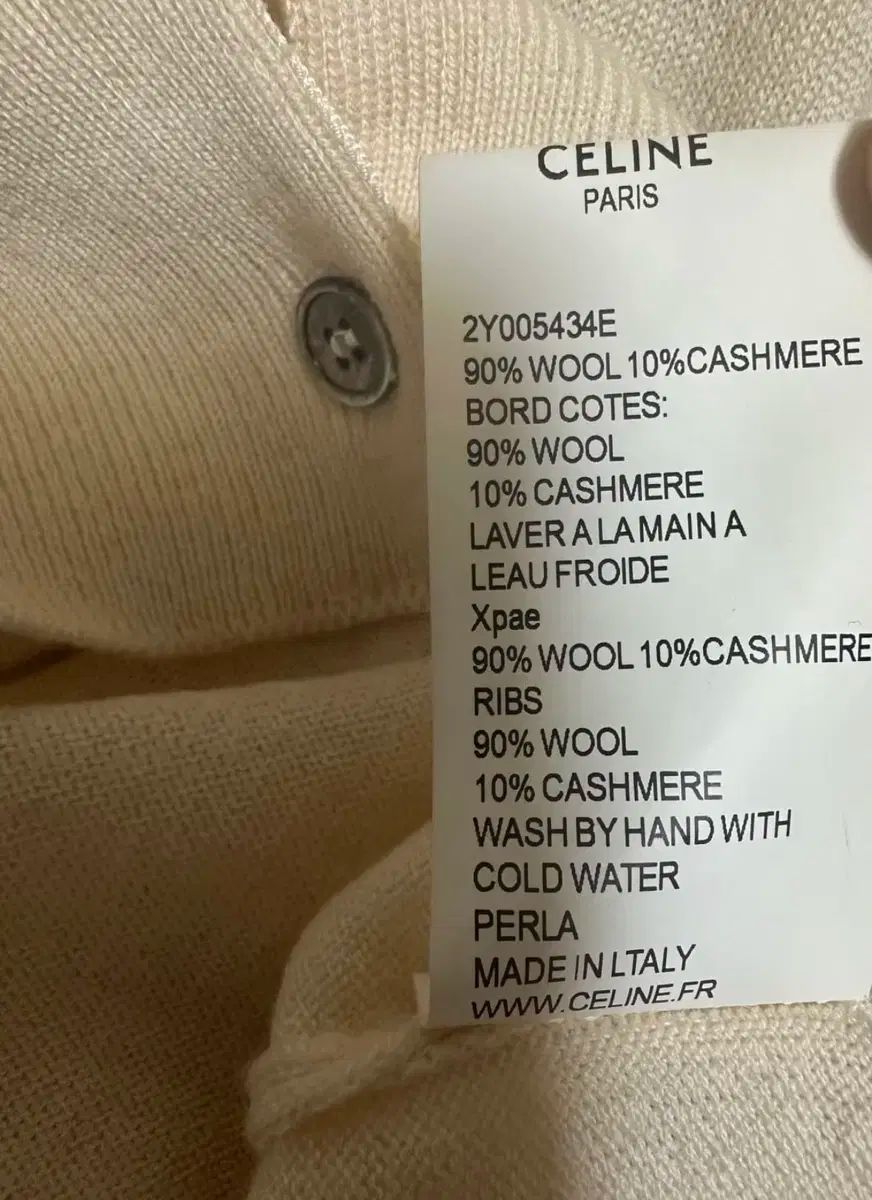 CELINE
PARIS
2Y005434E
90% WOOL 10%CASHMERE
BORD COTES:
90% WOOL
10% CASHMERE
LAVER A LA MAIN A
LEAU FROIDE
Xpae
90% WOOL 10%CASHMERE
RIBS
90% WOOL
10% CASHMERE
WASH BY HAND WITH
COLD WATER
PERLA
MADE IN LTALY
WWW.CELINE.FR